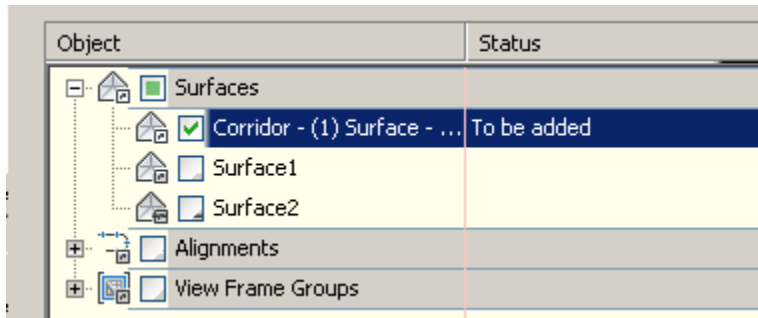 Object Status
Surfaces
Corridor - (1) Surface - ... To be added
Surface1
Surface2
Alignments
View Frame Groups